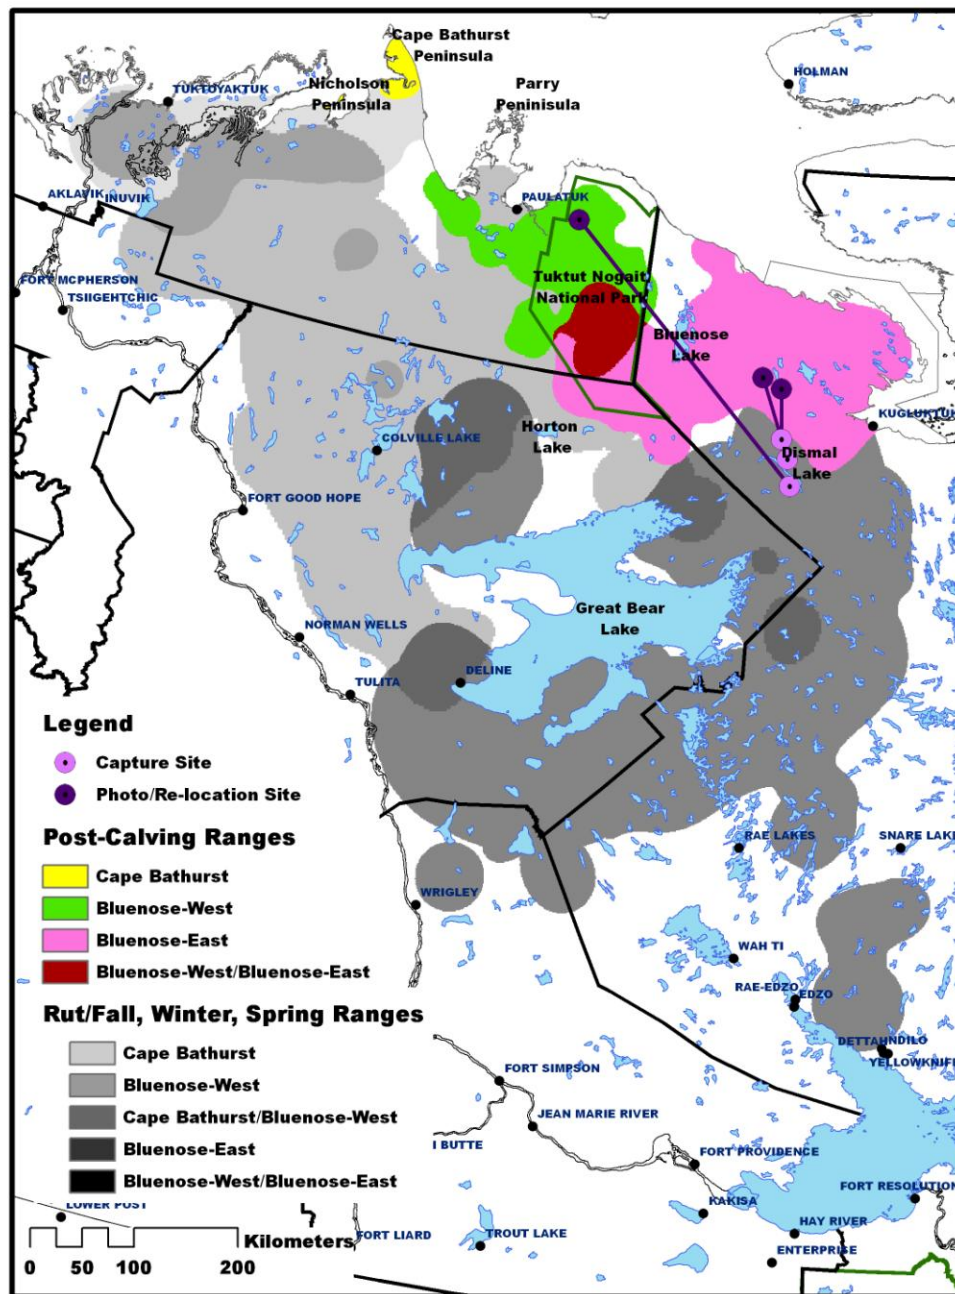 Cape Bathurst
Peninsula
HOLMAN
TUKTOYAKTUK
Nicholson
Peninsula
Parry
Peninisula
AKLAVIK
INUVIK
PAULATUK
FORT MCPHERSON
TSIIGEHTCHIC
Tuktut Nogait
National Park
Bluenose
Lake
KUGLUKTUK
Horton
Lake
COLVILLE LAKE
Dismal
Lake
FORT GOOD HOPE
Great Bear
Lake
NORMAN WELLS
DELINE
TULITA
Legend
Capture Site
Photo/Re-location Site
Post-Calving Ranges
Cape Bathurst
Bluenose-West
Bluenose-East
Bluenose-West/Bluenose-East
RAE LAKES
SNARE LAKE
WRIGLEY
WAH TI
RAE-EDZO
EDZO
Rut/Fall, Winter, Spring Ranges
Cape Bathurst
Bluenose-West
Cape Bathurst/Bluenose-West
Bluenose-East
Bluenose-West/Bluenose-East
DETTAH
NDILO
YELLOWKNIFE
FORT SIMPSON
JEAN MARIE RIVER
I BUTTE
FORT PROVIDENCE
FORT RESOLUTION
KAKISA
LOWER POST
HAY RIVER
FORT LIARD
TROUT LAKE
ENTERPRISE
Kilometers
0 50 100 200